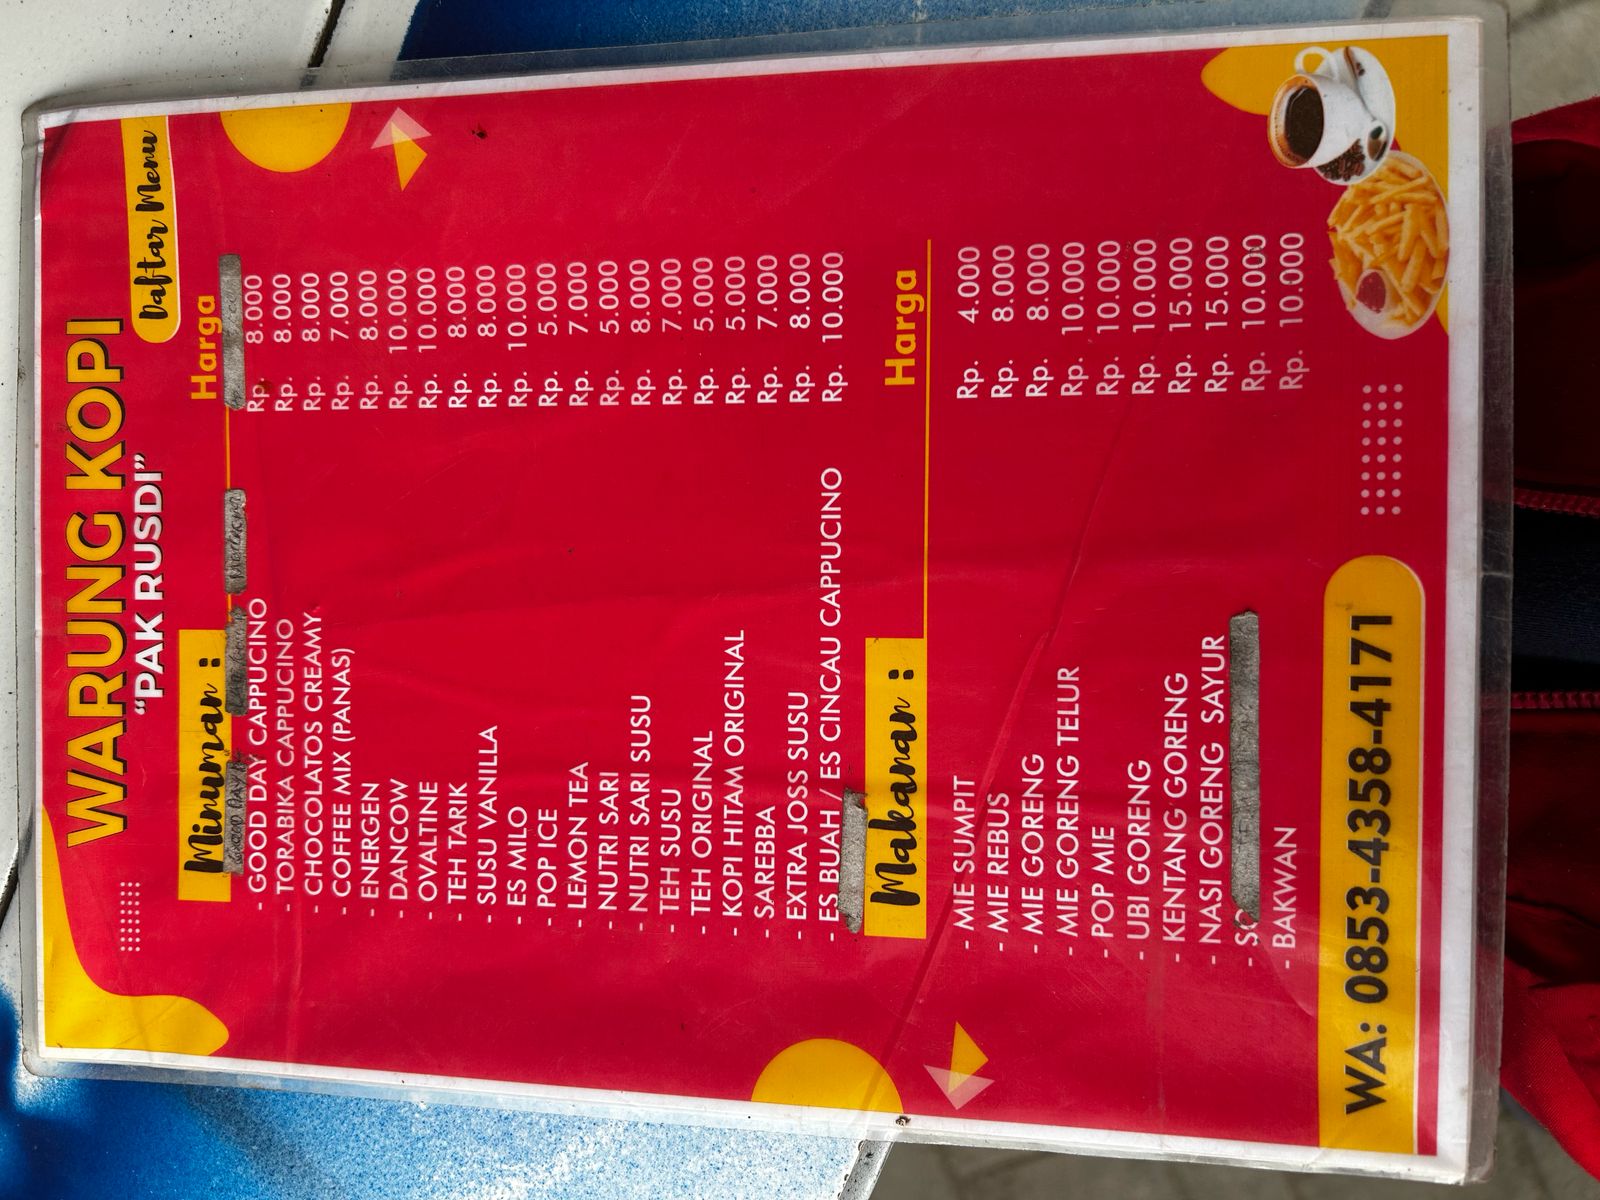 WARUNG KOPI
"PAK RUSDI"
Daftar Menu
Minuman : Harga
- GOOD DAY CAPPUCINO Rp. 8.000
- TORABIKA CAPPUCINO Rp. 8.000
- CHOCOLATOS CREAMY Rp. 8.000
- COFFEE MIX (PANAS) Rp. 7.000
- ENERGEN Rp. 8.000
- DANCOW Rp. 10.000
- OVALTINE Rp. 10.000
- TEH TARIK Rp. 8.000
- SUSU VANILLA Rp. 8.000
- ES MILO Rp. 10.000
- POP ICE Rp. 5.000
- LEMON TEA Rp. 7.000
- NUTRI SARI Rp. 5.000
- NUTRI SARI SUSU Rp. 8.000
- TEH SUSU Rp. 7.000
- TEH ORIGINAL Rp. 5.000
- KOPI HITAM ORIGINAL Rp. 5.000
- SAREBBA Rp. 7.000
- EXTRA JOSS SUSU Rp. 8.000
- ES BUAH / ES CINCAU CAPPUCINO Rp. 10.000
Makanan : Harga
- MIE SUMPIT Rp. 4.000
- MIE REBUS Rp. 8.000
- MIE GORENG Rp. 8.000
- MIE GORENG TELUR Rp. 10.000
- POP MIE Rp. 10.000
- UBI GORENG Rp. 10.000
- KENTANG GORENG Rp. 15.000
- NASI GORENG SAYUR Rp. 15.000
- Rp. 10.000
- BAKWAN Rp. 10.000
WA: 0853-4358-4171